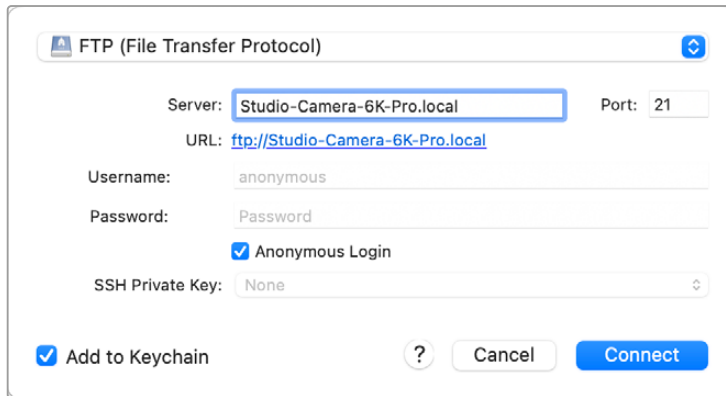 FTP (File Transfer Protocol)
Server: Studio-Camera-6K-Pro.local Port: 21
URL: ftp://Studio-Camera-6K-Pro.local
Username: anonymous
Password: Password
Anonymous Login
SSH Private Key: None
Add to Keychain ? Cancel Connect